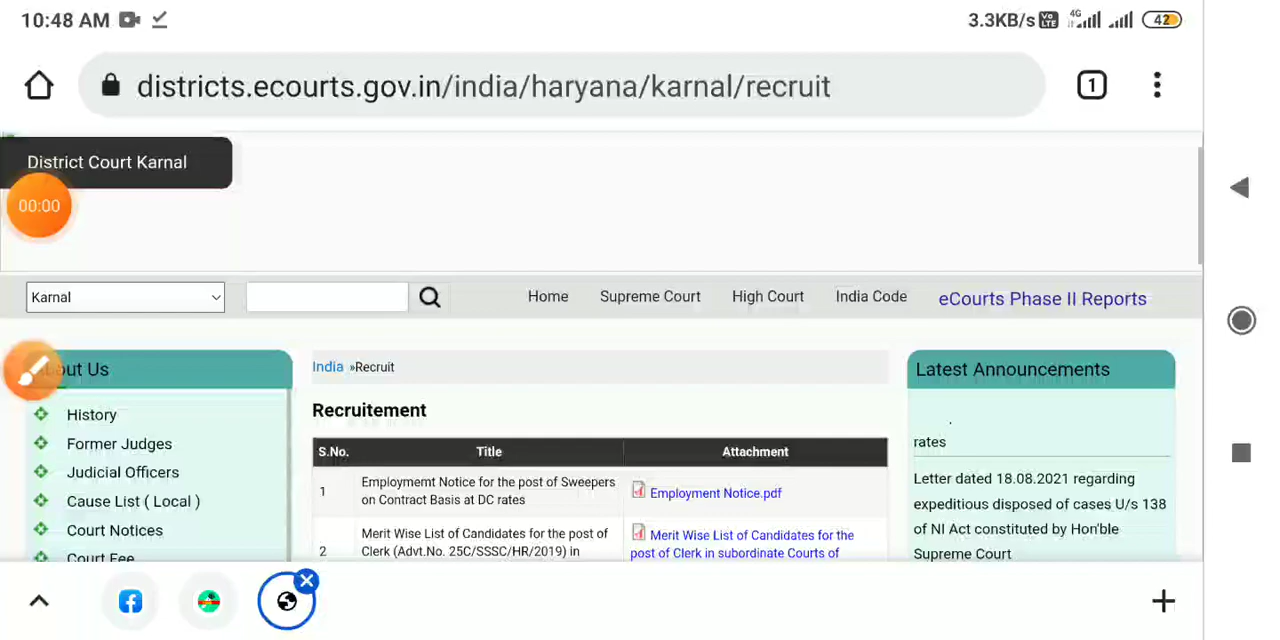 10:48 AM
3.3KB/s Vo LTE 4G 42
districts.ecourts.gov.in/india/haryana/karnal/recruit
1
District Court Karnal
00:00
Karnal
Home Supreme Court High Court India Code eCourts Phase II Reports
out Us
History
Former Judges
Judicial Officers
Cause List ( Local )
Court Notices
Court Fee
India »Recruit
Recruitement
S.No. Title Attachment
1 Employemt Notice for the post of Sweepers on Contract Basis at DC rates Employment Notice.pdf
2 Merit Wise List of Candidates for the post of Clerk (Advt.No. 25C/SSSC/HR/2019) in Merit Wise List of Candidates for the post of Clerk in subordinate Courts of
Latest Announcements
rates
Letter dated 18.08.2021 regarding
expeditious disposed of cases U/s 138
of NI Act constituted by Hon'ble
Supreme Court